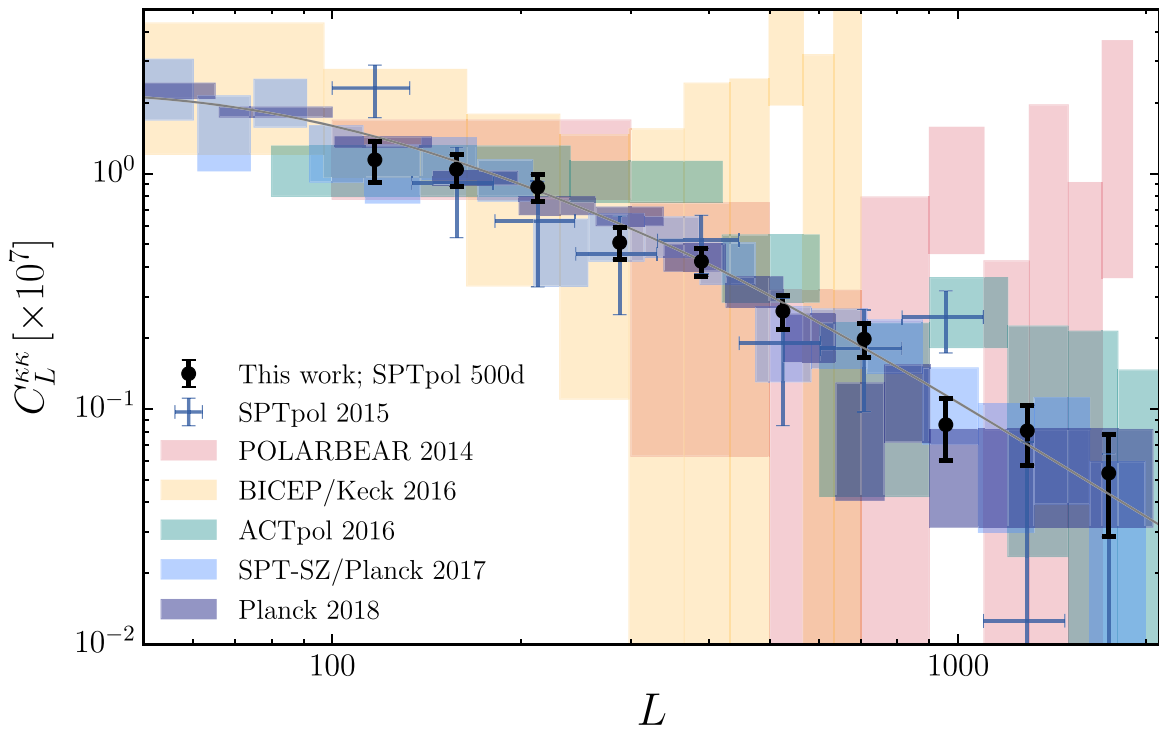 10^0
10^{-1}
10^{-2}
C_L^{κκ} [×10^7]
This work; SPTpol 500d
SPTpol 2015
POLARBEAR 2014
BICEP/Keck 2016
ACTpol 2016
SPT-SZ/Planck 2017
Planck 2018
100
1000
L